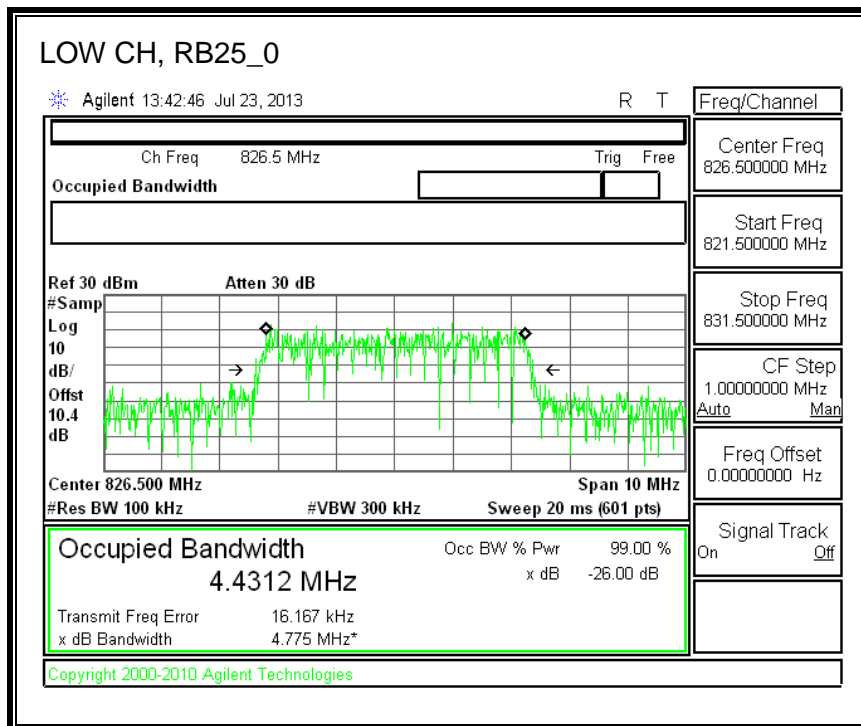 LOW CH, RB25_0
Agilent 13:42:46 Jul 23, 2013 R T
Freq/Channel
Ch Freq 826.5 MHz Trig Free
Occupied Bandwidth
Center Freq
826.500000 MHz
Start Freq
821.500000 MHz
Stop Freq
831.500000 MHz
CF Step
1.00000000 MHz
Auto Man
Freq Offset
0.00000000 Hz
Signal Track
On Off
Ref 30 dBm Atten 30 dB
#Samp
Log
10
dB/
Offst
10.4
dB
Center 826.500 MHz Span 10 MHz
#Res BW 100 kHz #VBW 300 kHz Sweep 20 ms (601 pts)
Occupied Bandwidth
4.4312 MHz
Occ BW % Pwr 99.00 %
x dB -26.00 dB
Transmit Freq Error 16.167 kHz
x dB Bandwidth 4.775 MHz*
Copyright 2000-2010 Agilent Technologies